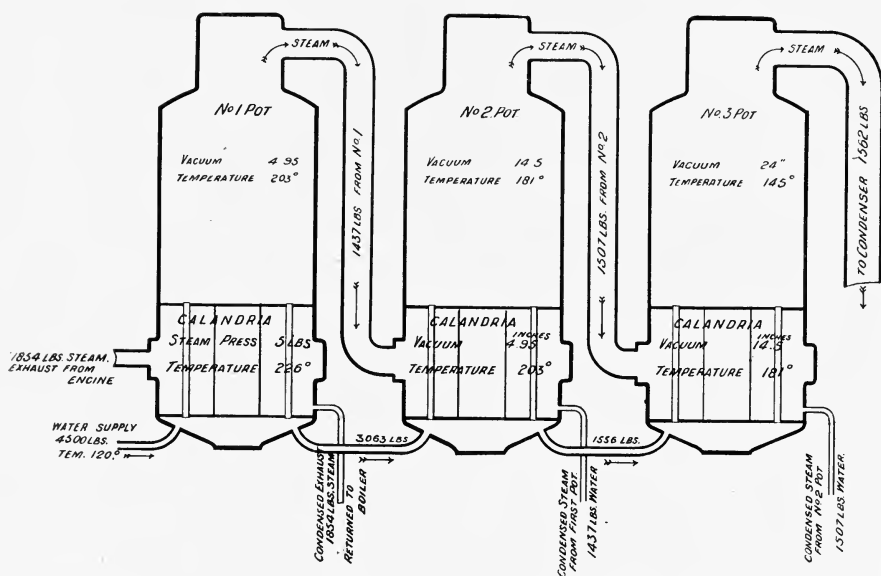 STEAM
STEAM
STEAM
No 1 POT
VACUUM 4 95
TEMPERATURE 203°
1437 LBS FROM No. 1
No 2. POT
VACUUM 14 5
TEMPERATURE 181°
1507 LBS. FROM No. 2
No. 3 POT
VACUUM 24"
TEMPERATURE 145°
TO CONDENSER 1562 LBS
CALANDRIA
STEAM PRESS 5 LBS
TEMPERATURE 226°
CALANDRIA
INCHES
VACUUM 4.95
TEMPERATURE 203°
CALANDRIA
INCHES
VACUUM 14.5
TEMPERATURE 181°
1854 LBS. STEAM.
EXHAUST FROM
ENGINE
WATER SUPPLY
4500 LBS.
TEM. 120°
3063 LBS
1556 LBS.
CONDENSED EXHAUST
1854 LBS. STEAM
RETURNED TO
BOILER
CONDENSED STEAM
FROM FIRST POT.
1437 LBS. WATER
CONDENSED STEAM
FROM No 2 POT
1507 LBS. WATER.